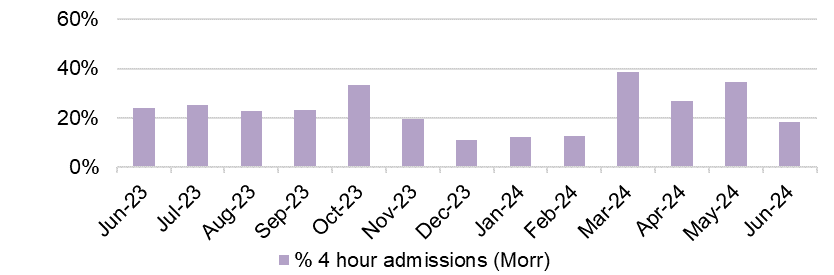 60%
40%
20%
0%
Jun-23
Jul-23
Aug-23
Sep-23
Oct-23
Nov-23
Dec-23
Jan-24
Feb-24
Mar-24
Apr-24
May-24
Jun-24
% 4 hour admissions (Morr)